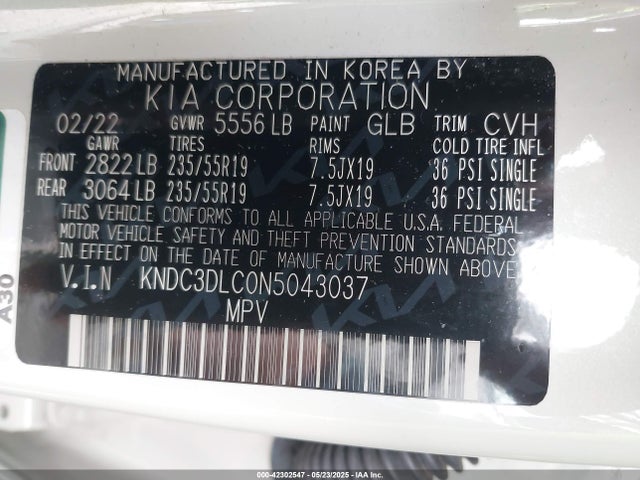 MANUFACTURED IN KOREA BY
KIA CORPORATION
02/22 GVWR 5556 LB PAINT GLB TRIM CVH
GAWR TIRES RIMS COLD TIRE INFL
FRONT 2822 LB 235/55R19 7.5JX19 36 PSI SINGLE
REAR 3064 LB 235/55R19 7.5JX19 36 PSI SINGLE
THIS VEHICLE CONFORMS TO ALL APPLICABLE U.S.A. FEDERAL
MOTOR VEHICLE SAFETY AND THEFT PREVENTION STANDARDS
IN EFFECT ON THE DATE OF MANUFACTURE SHOWN ABOVE
V.I.N KNDC3DLC0N5043037
MPV
A30
000-42302547 - 05/23/2025 - IAA Inc.